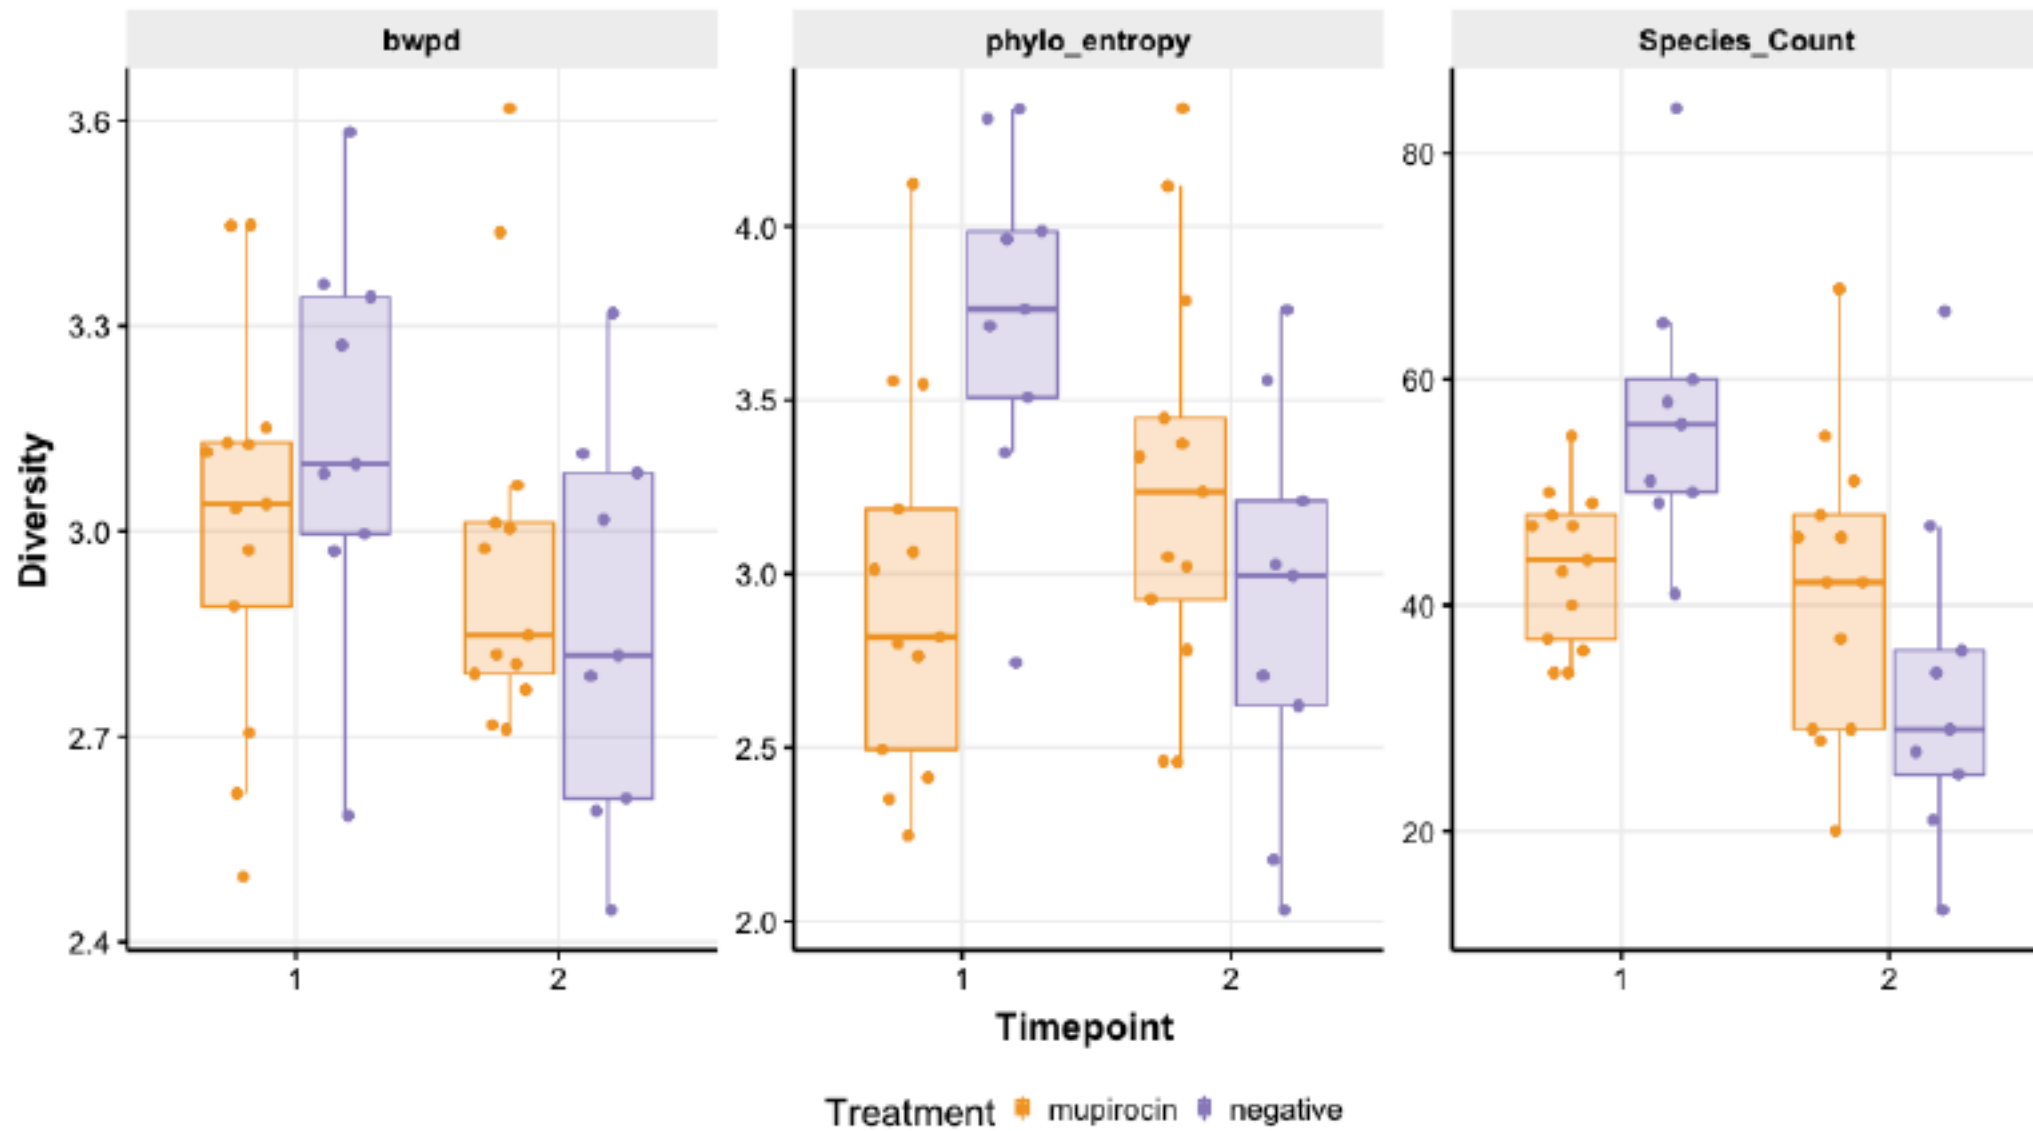 bwpd phylo_entropy Species_Count
Diversity
3.6
3.3
3.0
2.7
2.4
4.0
3.5
3.0
2.5
2.0
80
60
40
20
1 2 1 2 1 2
Timepoint
Treatment mupirocin negative